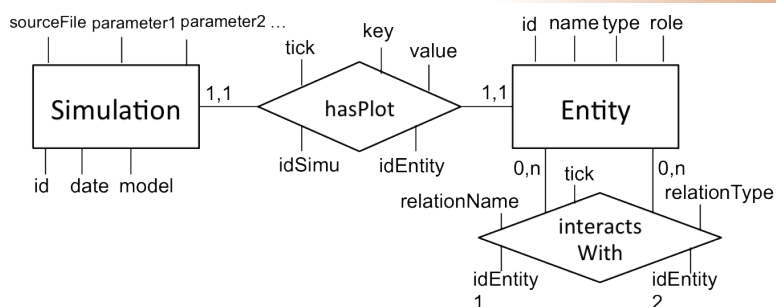 sourceFile parameter1 parameter2 ...
key
id name type role
tick
value
1,1
1,1
Simulation
hasPlot
Entity
idSimu
idEntity
0,n
tick
0,n
id date model
relationName
relationType
interacts
With
idEntity
1
idEntity
2